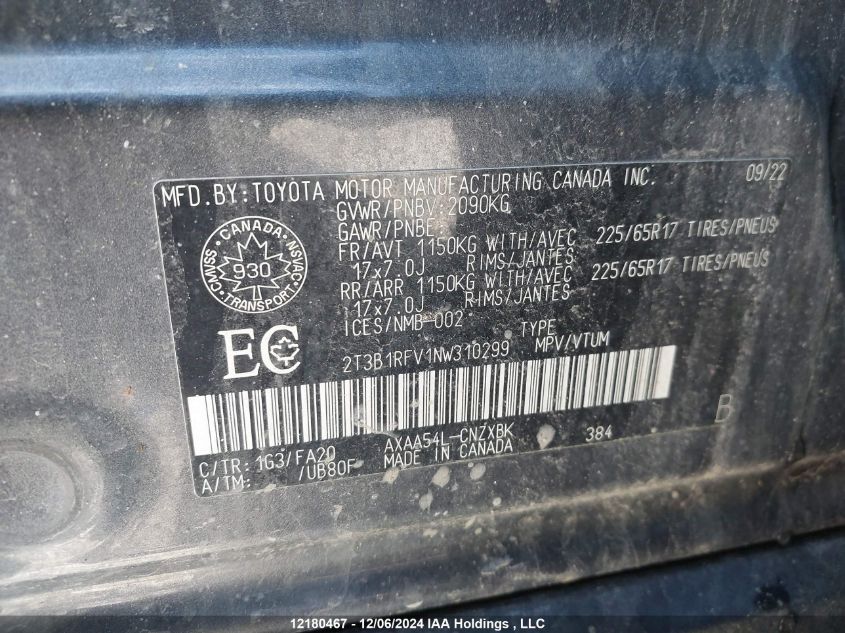 MFD.BY:TOYOTA MOTOR MANUFACTURING CANADA INC. 09/22
GVWR/PNBV:2090KG
GAWR/PNBE:
FR/AVT 1150KG WITH/AVEC 225/65R17 TIRES/PNEUS
17x7.0J RIMS/JANTES
RR/ARR 1150KG WITH/AVEC 225/65R17 TIRES/PNEUS
17x7.0J RIMS/JANTES
ICES/NMB-002 TYPE
2T3B1RFV1NW310299 MPV/VTUM
CANADA
CMVSS NSVAC
930
TRANSPORT
EC
B
C/TR: 1G3/FA20 AXAA54L-CNZXBK 384
A/TM: /UB80F MADE IN CANADA
12180467 - 12/06/2024 IAA Holdings , LLC